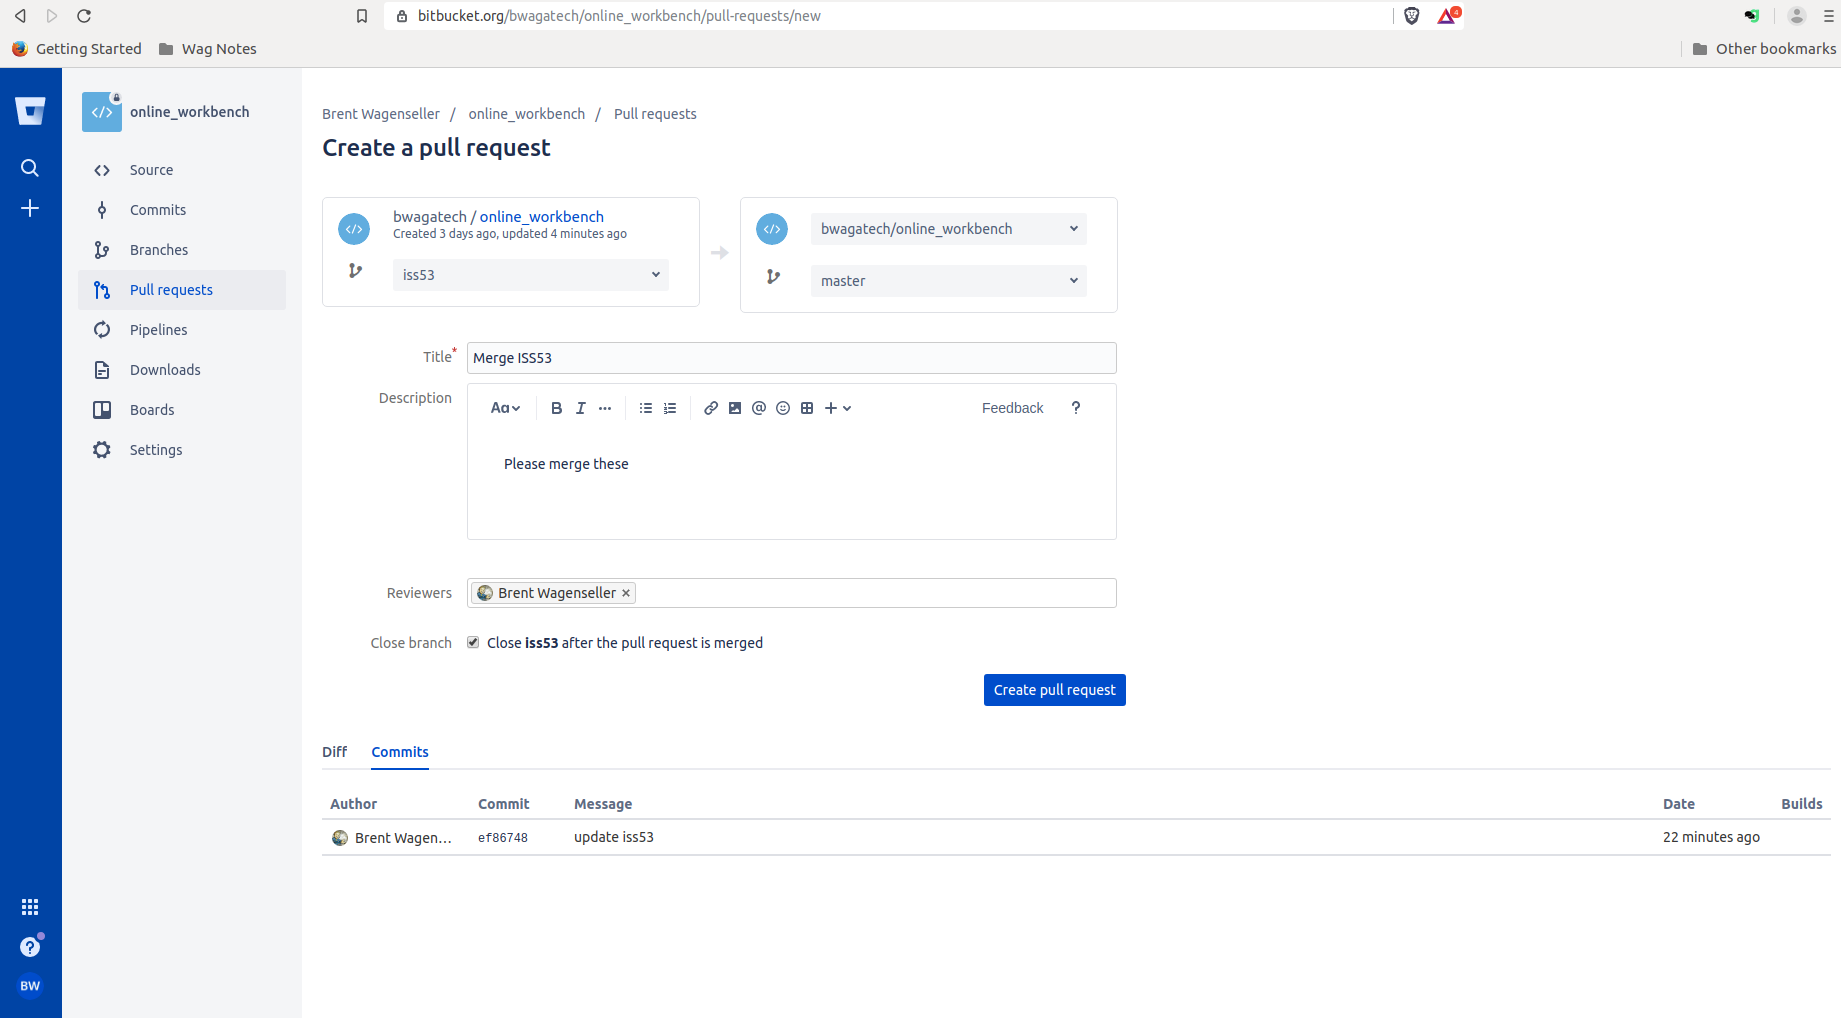 bitbucket.org/bwagatech/online_workbench/pull-requests/new
4
Getting Started Wag Notes Other bookmarks
online_workbench
Source
Commits
Branches
Pull requests
Pipelines
Downloads
Boards
Settings
BW
Brent Wagenseller / online_workbench / Pull requests
Create a pull request
bwagatech / online_workbench
Created 3 days ago, updated 4 minutes ago
iss53
bwagatech/online_workbench
master
Title*
Merge ISS53
Description
Aa B I ••• @ + Feedback ?
Please merge these
Reviewers
Brent Wagenseller ×
Close branch
Close iss53 after the pull request is merged
Create pull request
Diff Commits
Author Commit Message Date Builds
Brent Wagen... ef86748 update iss53 22 minutes ago